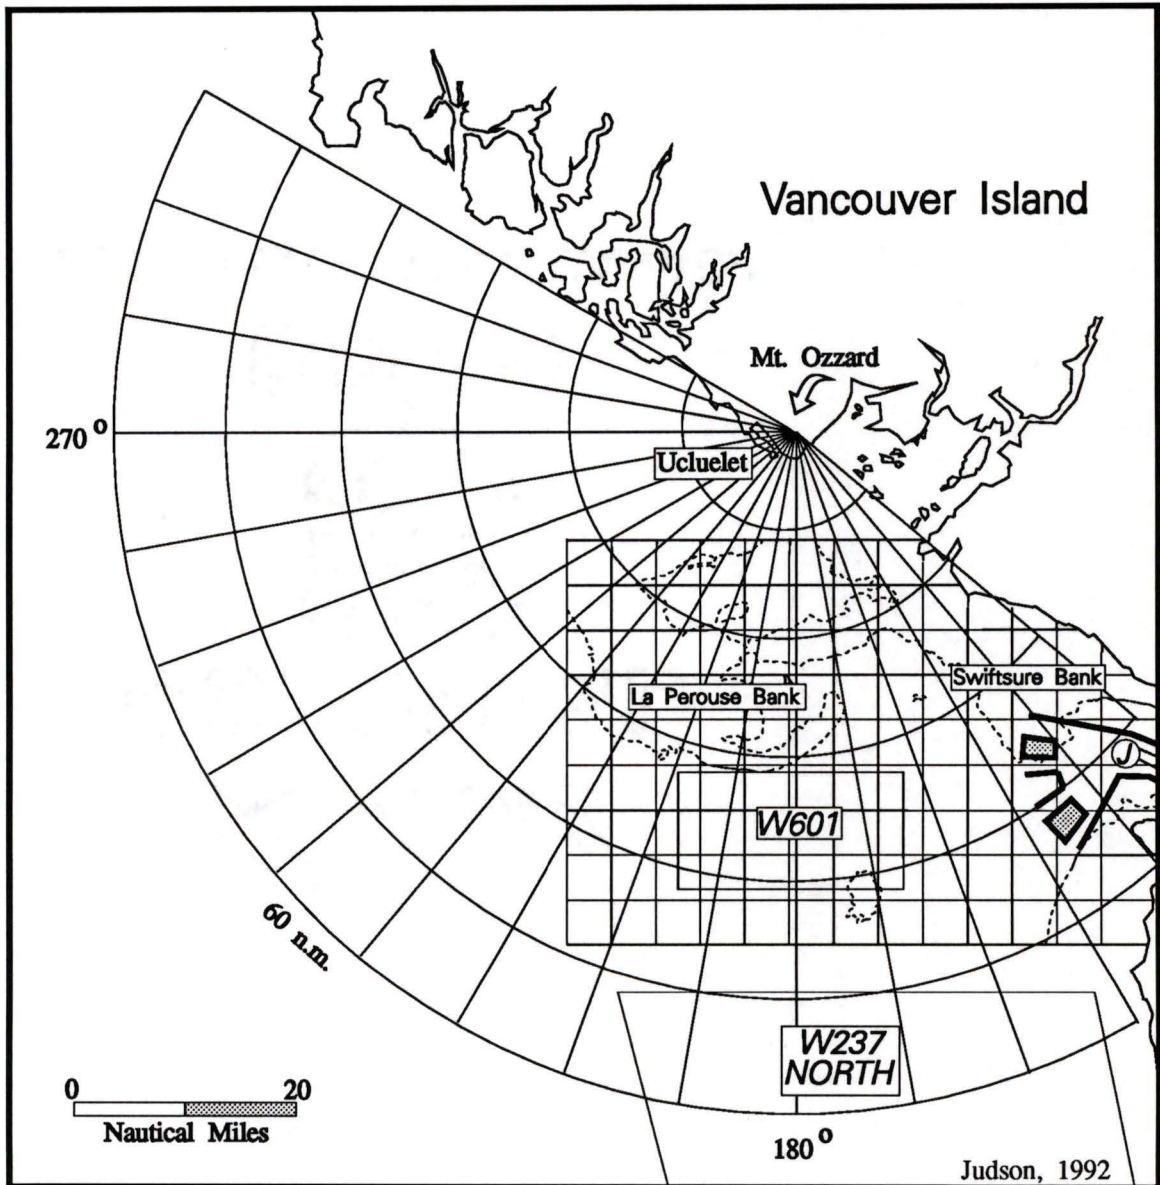 Vancouver Island
Mt. Ozzard
270 o
Ucluelet
Swiftsure Bank
La Perouse Bank
J
W601
60 n.m.
W237
NORTH
0 20
Nautical Miles
180 o
Judson, 1992